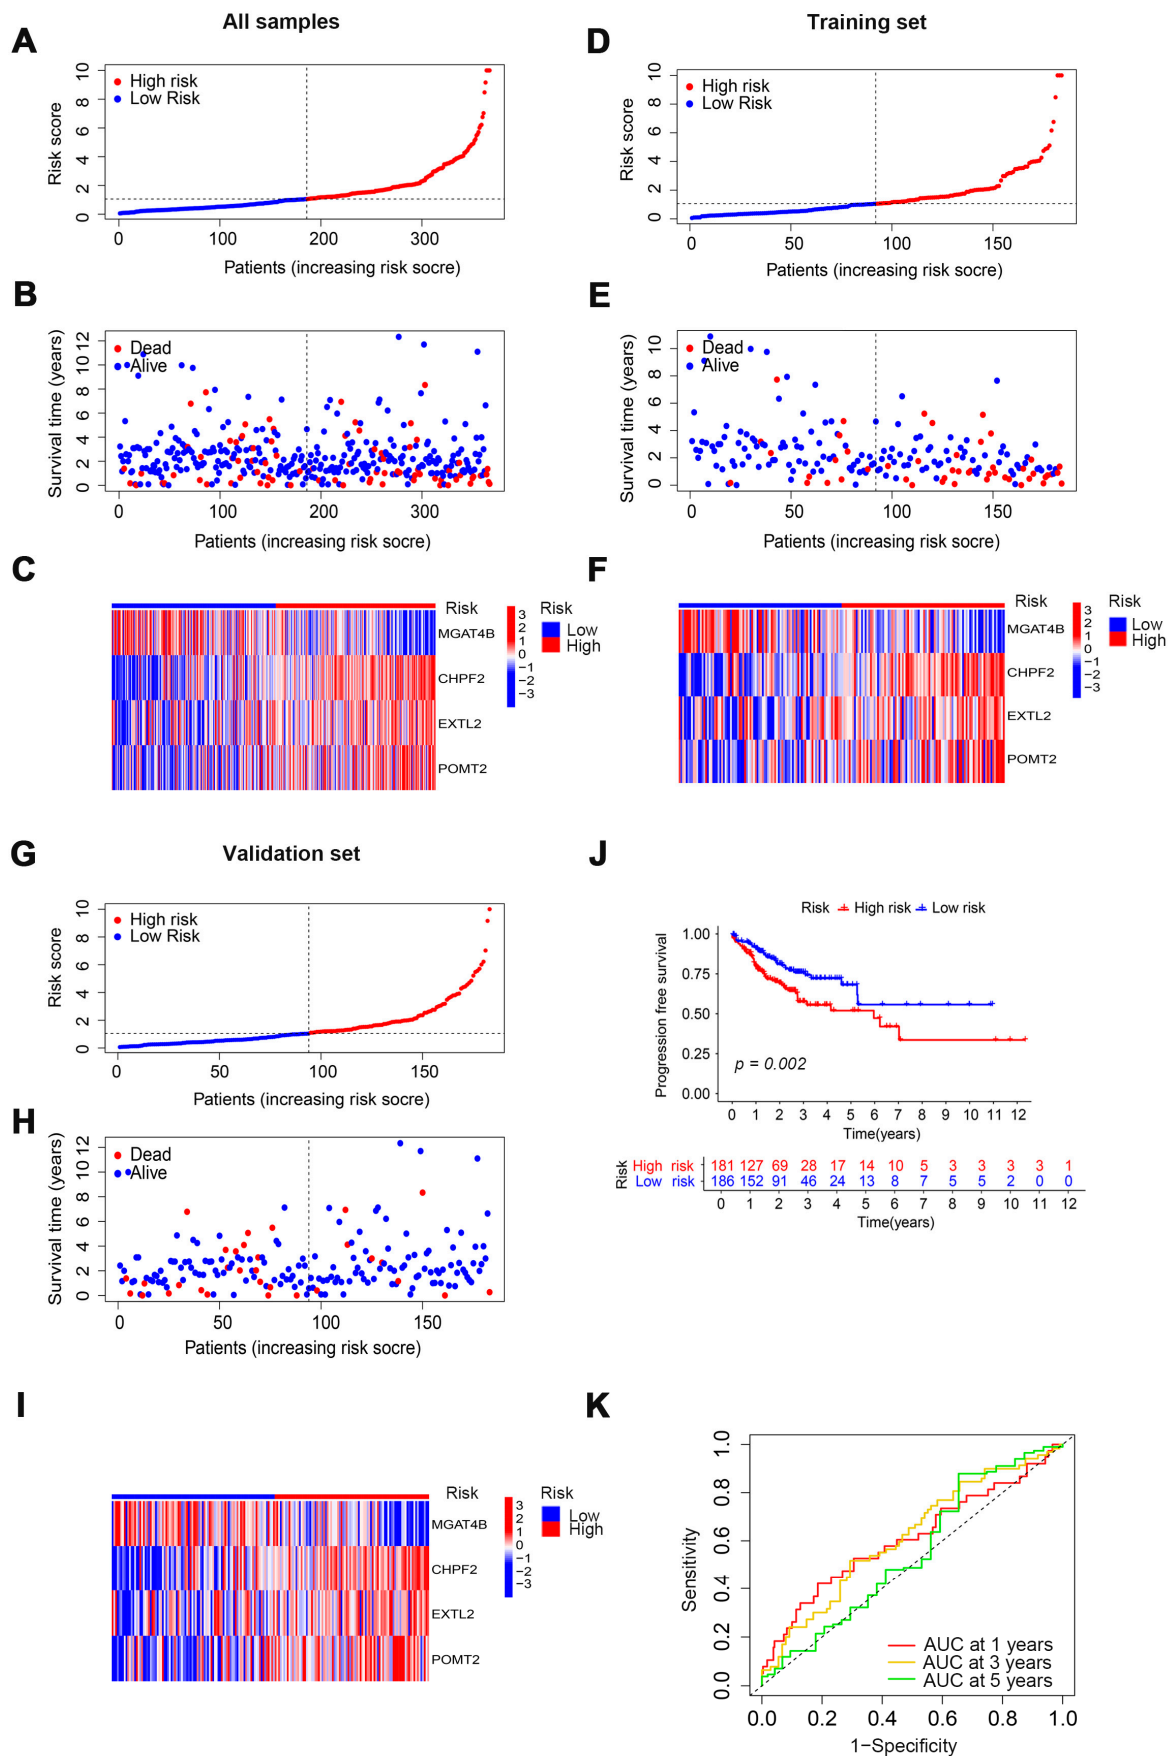 All samples
A
High risk
Low Risk
Risk score
0 2 4 6 8 10
0 100 200 300
Patients (increasing risk socre)
Training set
D
High risk
Low Risk
Risk score
0 2 4 6 8 10
0 50 100 150
Patients (increasing risk socre)
B
Dead
Alive
Survival time (years)
0 2 4 6 8 10 12
0 100 200 300
Patients (increasing risk socre)
E
Dead
Alive
Survival time (years)
0 2 4 6 8 10
0 50 100 150
Patients (increasing risk socre)
C
Risk
MGAT4B
CHPF2
EXTL2
POMT2
3
2
1
0
−1
−2
−3
Risk
Low
High
F
Risk
MGAT4B
CHPF2
EXTL2
POMT2
3
2
1
0
−1
−2
−3
Risk
Low
High
G
Validation set
High risk
Low Risk
Risk score
0 2 4 6 8 10
0 50 100 150
Patients (increasing risk socre)
J
Risk High risk Low risk
Progression free survival
1.00
0.75
0.50
0.25
0.00
p = 0.002
0 1 2 3 4 5 6 7 8 9 10 11 12
Time(years)
Risk
High risk 181 127 69 28 17 14 10 5 3 3 3 3 1
Low risk 186 152 91 46 24 13 8 7 5 5 2 0 0
0 1 2 3 4 5 6 7 8 9 10 11 12
Time(years)
H
Dead
Alive
Survival time (years)
0 2 4 6 8 10 12
0 50 100 150
Patients (increasing risk socre)
I
Risk
MGAT4B
CHPF2
EXTL2
POMT2
3
2
1
0
−1
−2
−3
Risk
Low
High
K
Sensitivity
0.0 0.2 0.4 0.6 0.8 1.0
AUC at 1 years
AUC at 3 years
AUC at 5 years
0.0 0.2 0.4 0.6 0.8 1.0
1−Specificity